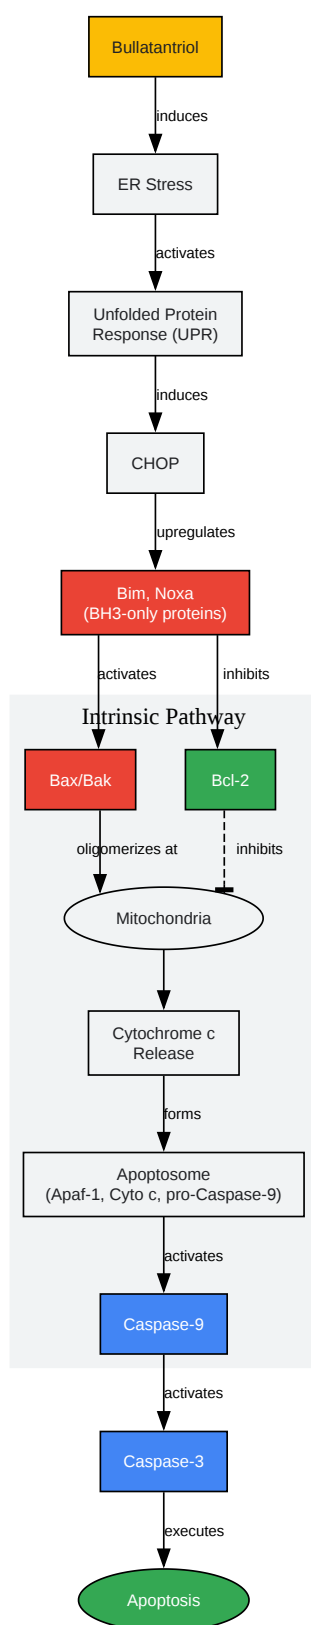 Bullatantriol
induces
ER Stress
activates
Unfolded Protein
Response (UPR)
induces
CHOP
upregulates
Bim, Noxa
(BH3-only proteins)
activates
inhibits
Intrinsic Pathway
Bax/Bak
Bcl-2
oligomerizes at
inhibits
Mitochondria
Cytochrome c
Release
forms
Apoptosome
(Apaf-1, Cyto c, pro-Caspase-9)
activates
Caspase-9
activates
Caspase-3
executes
Apoptosis